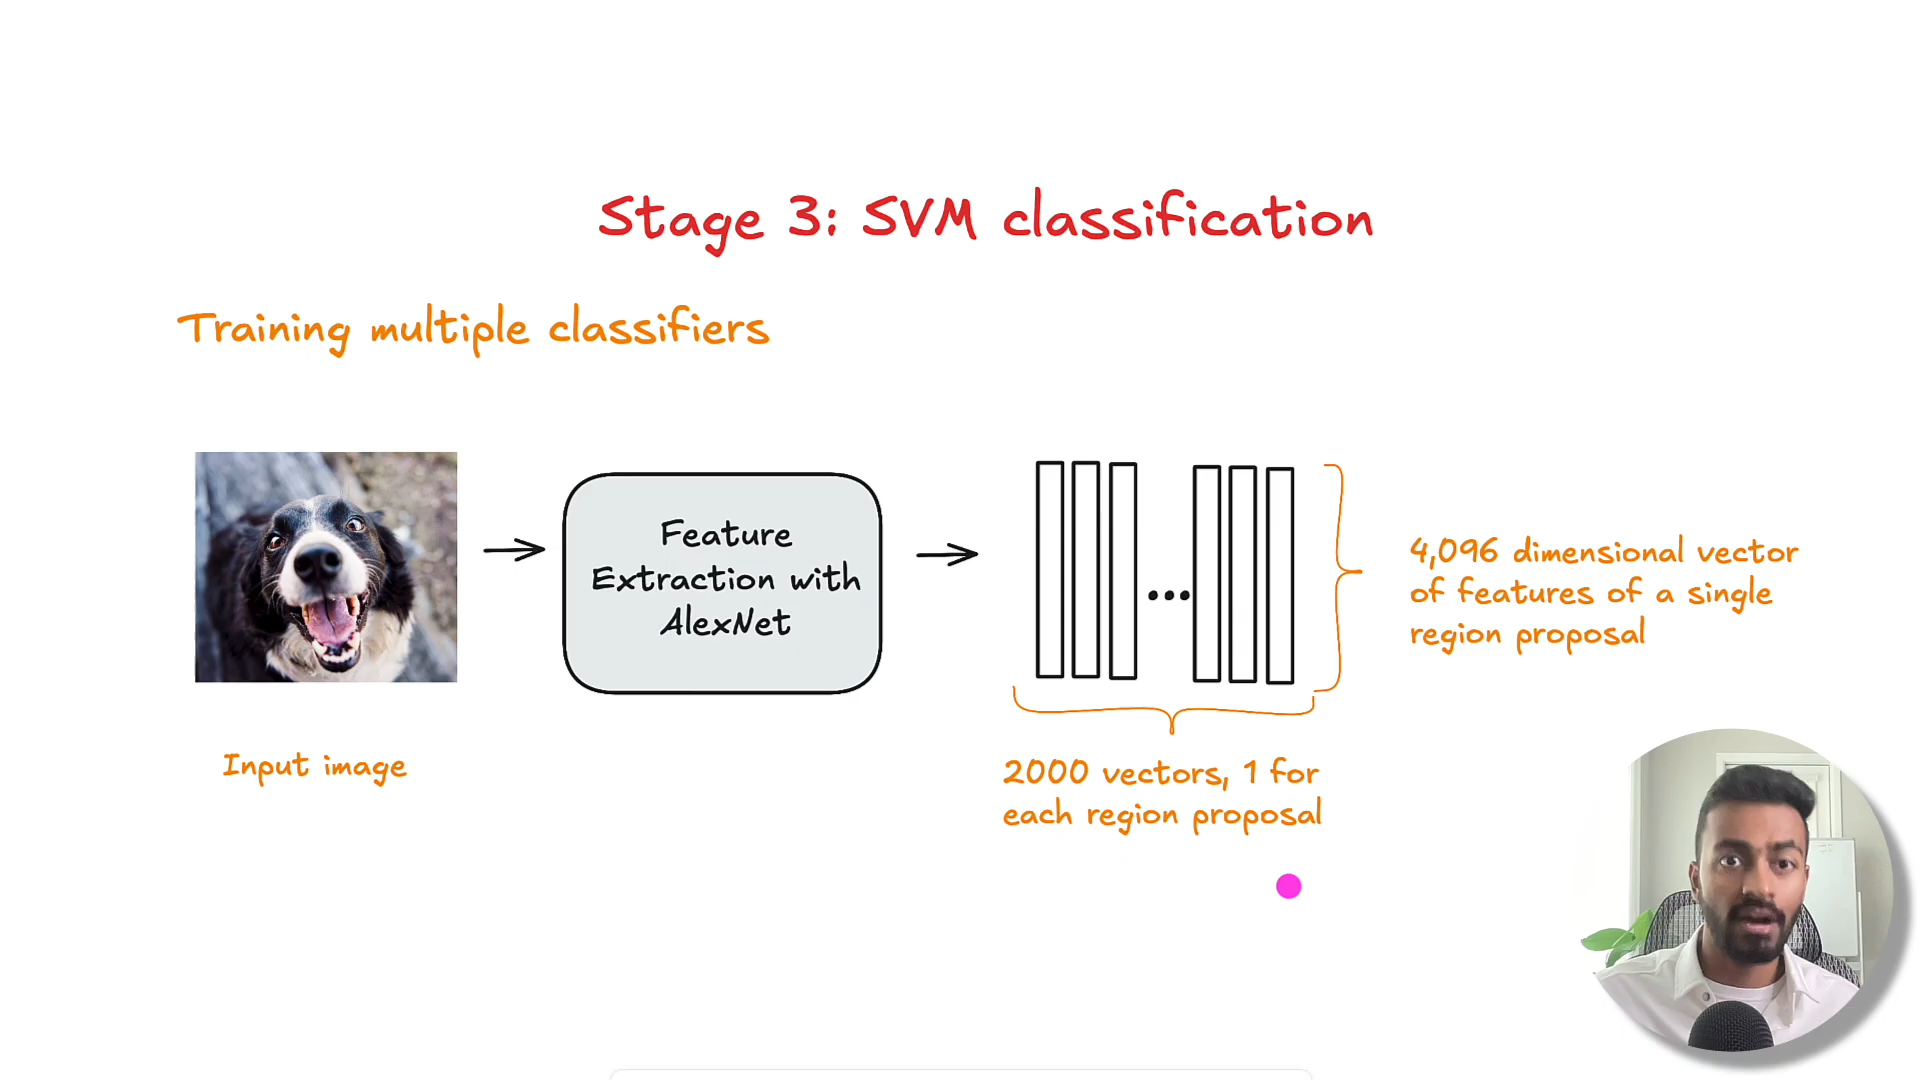 Stage 3: SVM classification
Training multiple classifiers
Feature
Extraction with
AlexNet
4,096 dimensional vector
of features of a single
region proposal
Input image
2000 vectors, 1 for
each region proposal